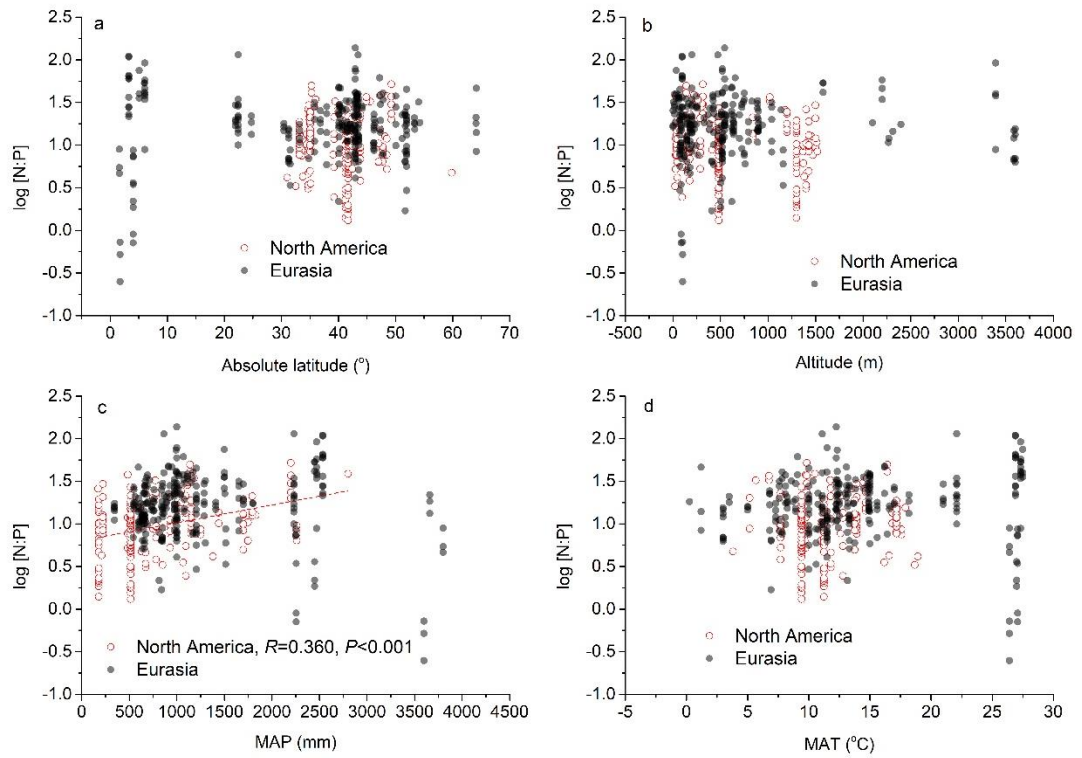 a
2.5
2.0
1.5
1.0
0.5
0.0
-0.5
-1.0
log [N:P]
North America
Eurasia
0 10 20 30 40 50 60 70
Absolute latitude (°)
b
2.5
2.0
1.5
1.0
0.5
0.0
-0.5
-1.0
log [N:P]
North America
Eurasia
-500 0 500 1000 1500 2000 2500 3000 3500 4000
Altitude (m)
c
2.5
2.0
1.5
1.0
0.5
0.0
-0.5
-1.0
log [N:P]
North America, R=0.360, P<0.001
Eurasia
0 500 1000 1500 2000 2500 3000 3500 4000 4500
MAP (mm)
d
2.5
2.0
1.5
1.0
0.5
0.0
-0.5
-1.0
log [N:P]
North America
Eurasia
-5 0 5 10 15 20 25 30
MAT (°C)